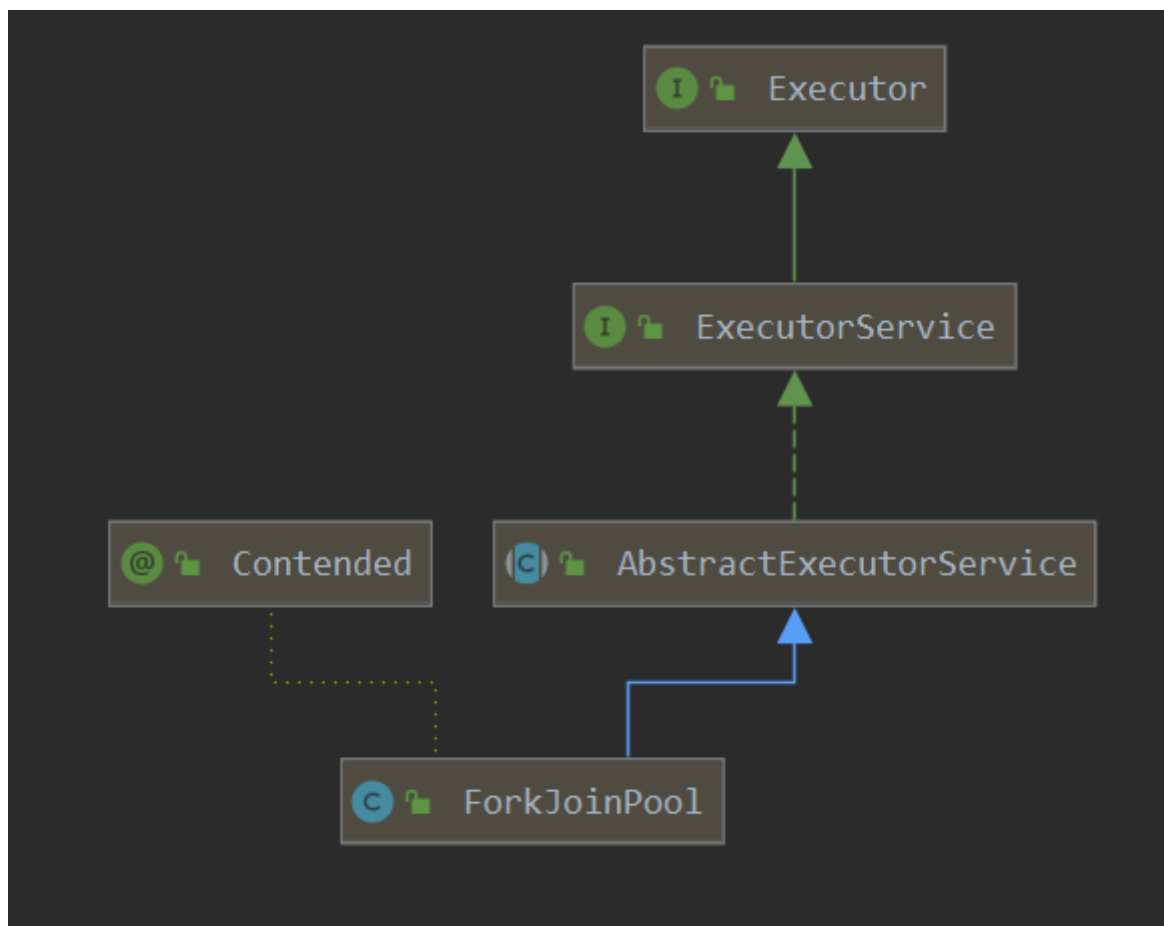 I Executor
I ExecutorService
@ Contended
C AbstractExecutorService
C ForkJoinPool